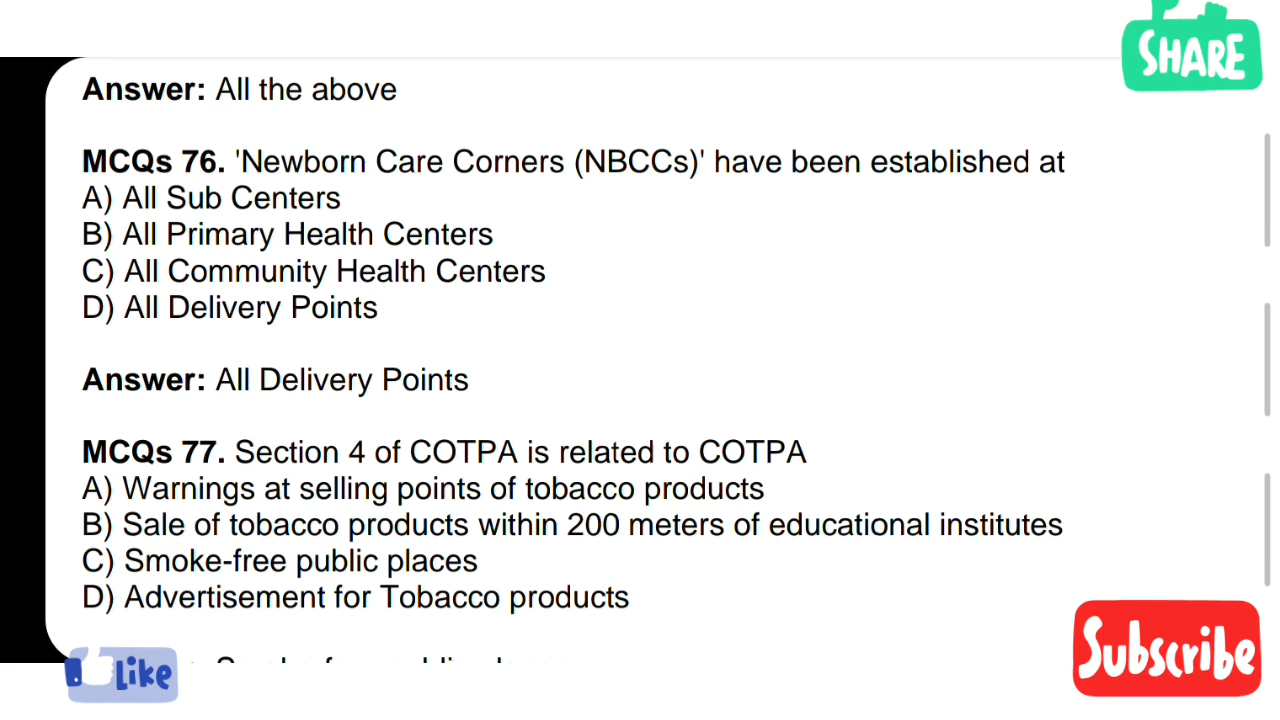 SHARE
Answer: All the above
MCQs 76. 'Newborn Care Corners (NBCCs)' have been established at
A) All Sub Centers
B) All Primary Health Centers
C) All Community Health Centers
D) All Delivery Points
Answer: All Delivery Points
MCQs 77. Section 4 of COTPA is related to COTPA
A) Warnings at selling points of tobacco products
B) Sale of tobacco products within 200 meters of educational institutes
C) Smoke-free public places
D) Advertisement for Tobacco products
Subscribe
Like